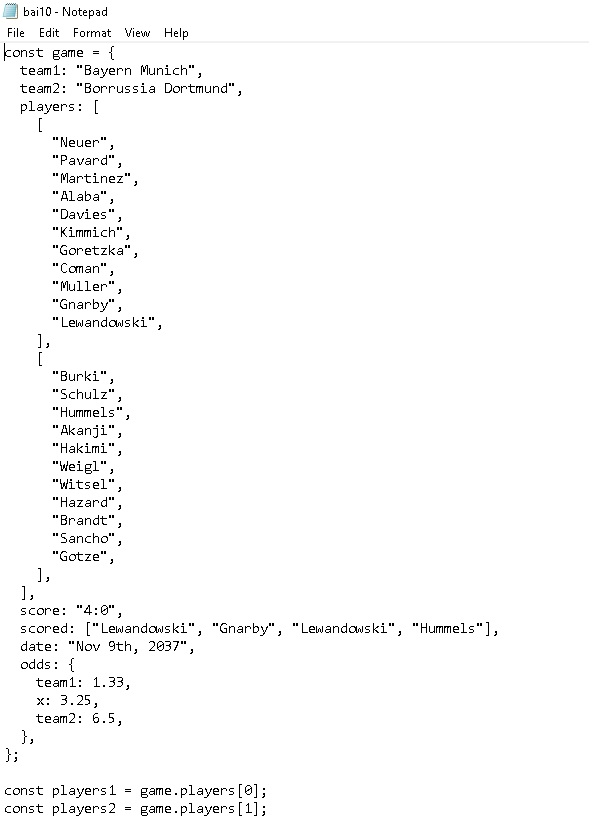 bai10 - Notepad
File Edit Format View Help
const game = {
  team1: "Bayern Munich",
  team2: "Borrussia Dortmund",
  players: [
    [
      "Neuer",
      "Pavard",
      "Martinez",
      "Alaba",
      "Davies",
      "Kimmich",
      "Goretzka",
      "Coman",
      "Muller",
      "Gnarby",
      "Lewandowski",
    ],
    [
      "Burki",
      "Schulz",
      "Hummels",
      "Akanji",
      "Hakimi",
      "Weigl",
      "Witsel",
      "Hazard",
      "Brandt",
      "Sancho",
      "Gotze",
    ],
  ],
  score: "4:0",
  scored: ["Lewandowski", "Gnarby", "Lewandowski", "Hummels"],
  date: "Nov 9th, 2037",
  odds: {
    team1: 1.33,
    x: 3.25,
    team2: 6.5,
  },
};

const players1 = game.players[0];
const players2 = game.players[1];